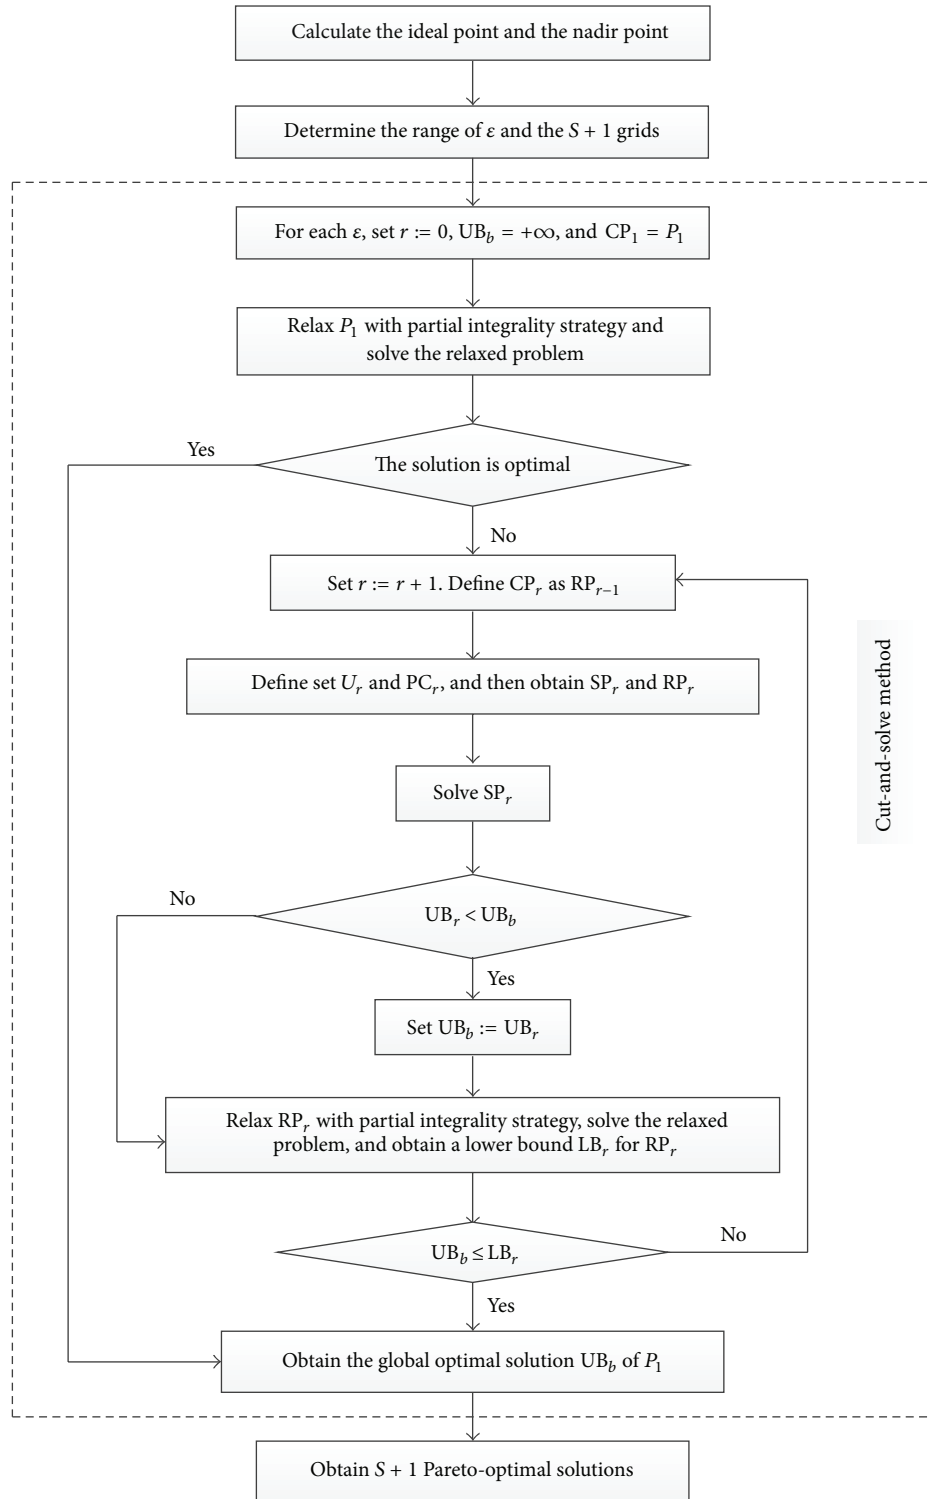 Calculate the ideal point and the nadir point
Determine the range of ε and the S + 1 grids
For each ε, set r := 0, UB_b = +∞, and CP_1 = P_1
Relax P_1 with partial integrality strategy and
solve the relaxed problem
Yes
The solution is optimal
No
Set r := r + 1. Define CP_r as RP_{r−1}
Define set U_r and PC_r, and then obtain SP_r and RP_r
Cut-and-solve method
Solve SP_r
No
UB_r < UB_b
Yes
Set UB_b := UB_r
Relax RP_r with partial integrality strategy, solve the relaxed
problem, and obtain a lower bound LB_r for RP_r
UB_b ≤ LB_r
No
Yes
Obtain the global optimal solution UB_b of P_1
Obtain S + 1 Pareto-optimal solutions